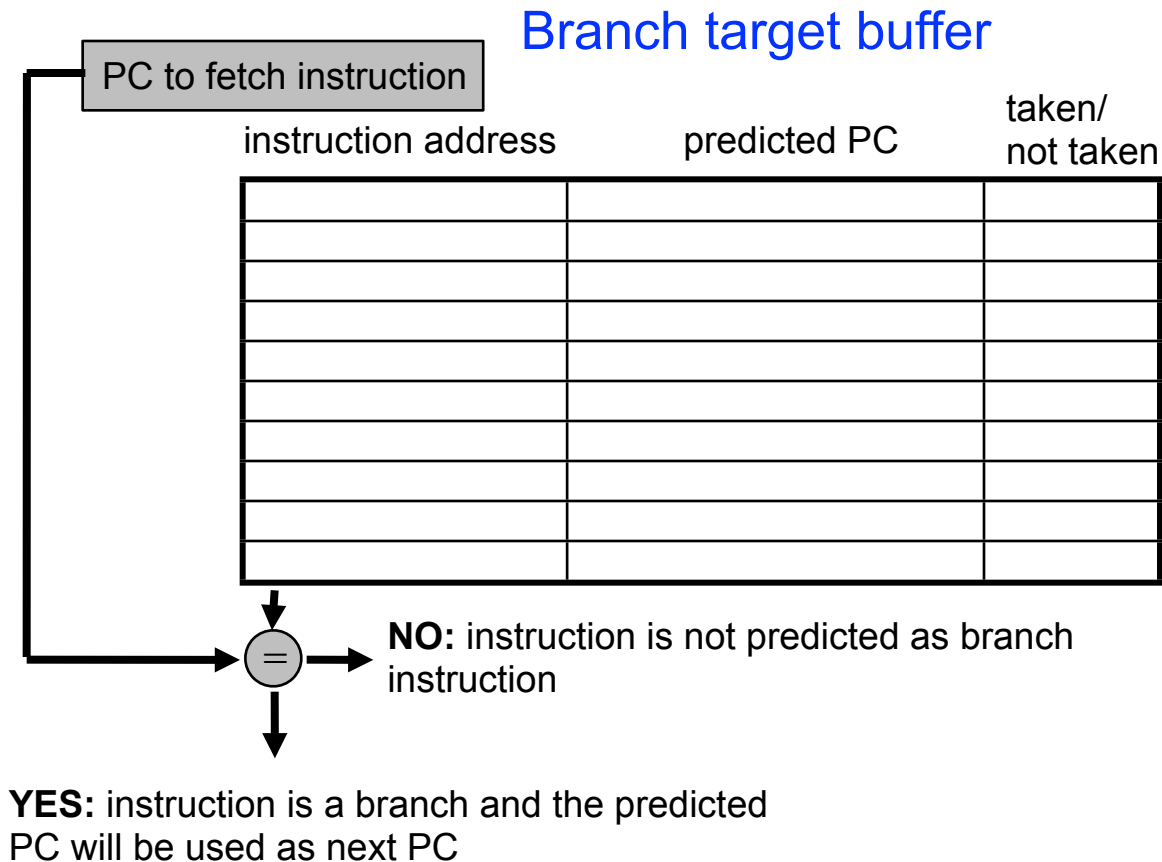 Branch target buffer
PC to fetch instruction
instruction address
predicted PC
taken/
not taken
=
NO: instruction is not predicted as branch
instruction
YES: instruction is a branch and the predicted
PC will be used as next PC